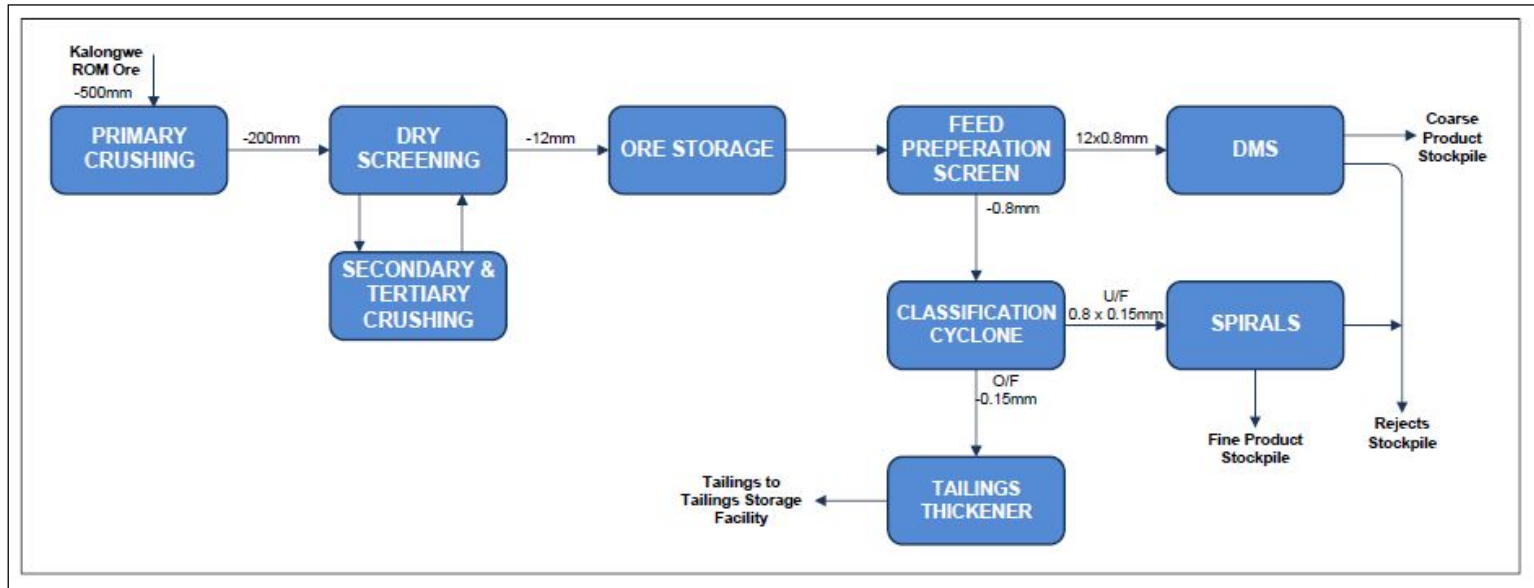 Kalongwe
ROM Ore
-500mm
PRIMARY
CRUSHING
-200mm
DRY
SCREENING
-12mm
ORE STORAGE
FEED
PREPERATION
SCREEN
12x0.8mm
DMS
Coarse
Product
Stockpile
-0.8mm
SECONDARY &
TERTIARY
CRUSHING
CLASSIFICATION
CYCLONE
U/F
0.8 x 0.15mm
SPIRALS
O/F
-0.15mm
Fine Product
Stockpile
Rejects
Stockpile
Tailings to
Tailings Storage
Facility
TAILINGS
THICKENER